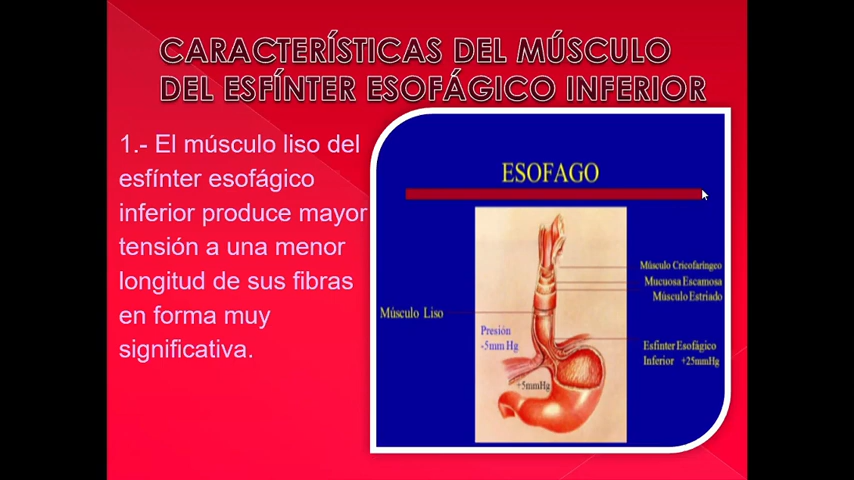 CARACTERÍSTICAS DEL MÚSCULO
DEL ESFÍNTER ESOFÁGICO INFERIOR
1.- El músculo liso del
esfínter esofágico
inferior produce mayor
tensión a una menor
longitud de sus fibras
en forma muy
significativa.
ESOFAGO
Músculo Cricofaríngeo
Mucuosa Escamosa
Músculo Estriado
Músculo Liso
Presión
-5mm Hg
Esfinter Esofágico
Inferior +25mmHg
+5mmHg